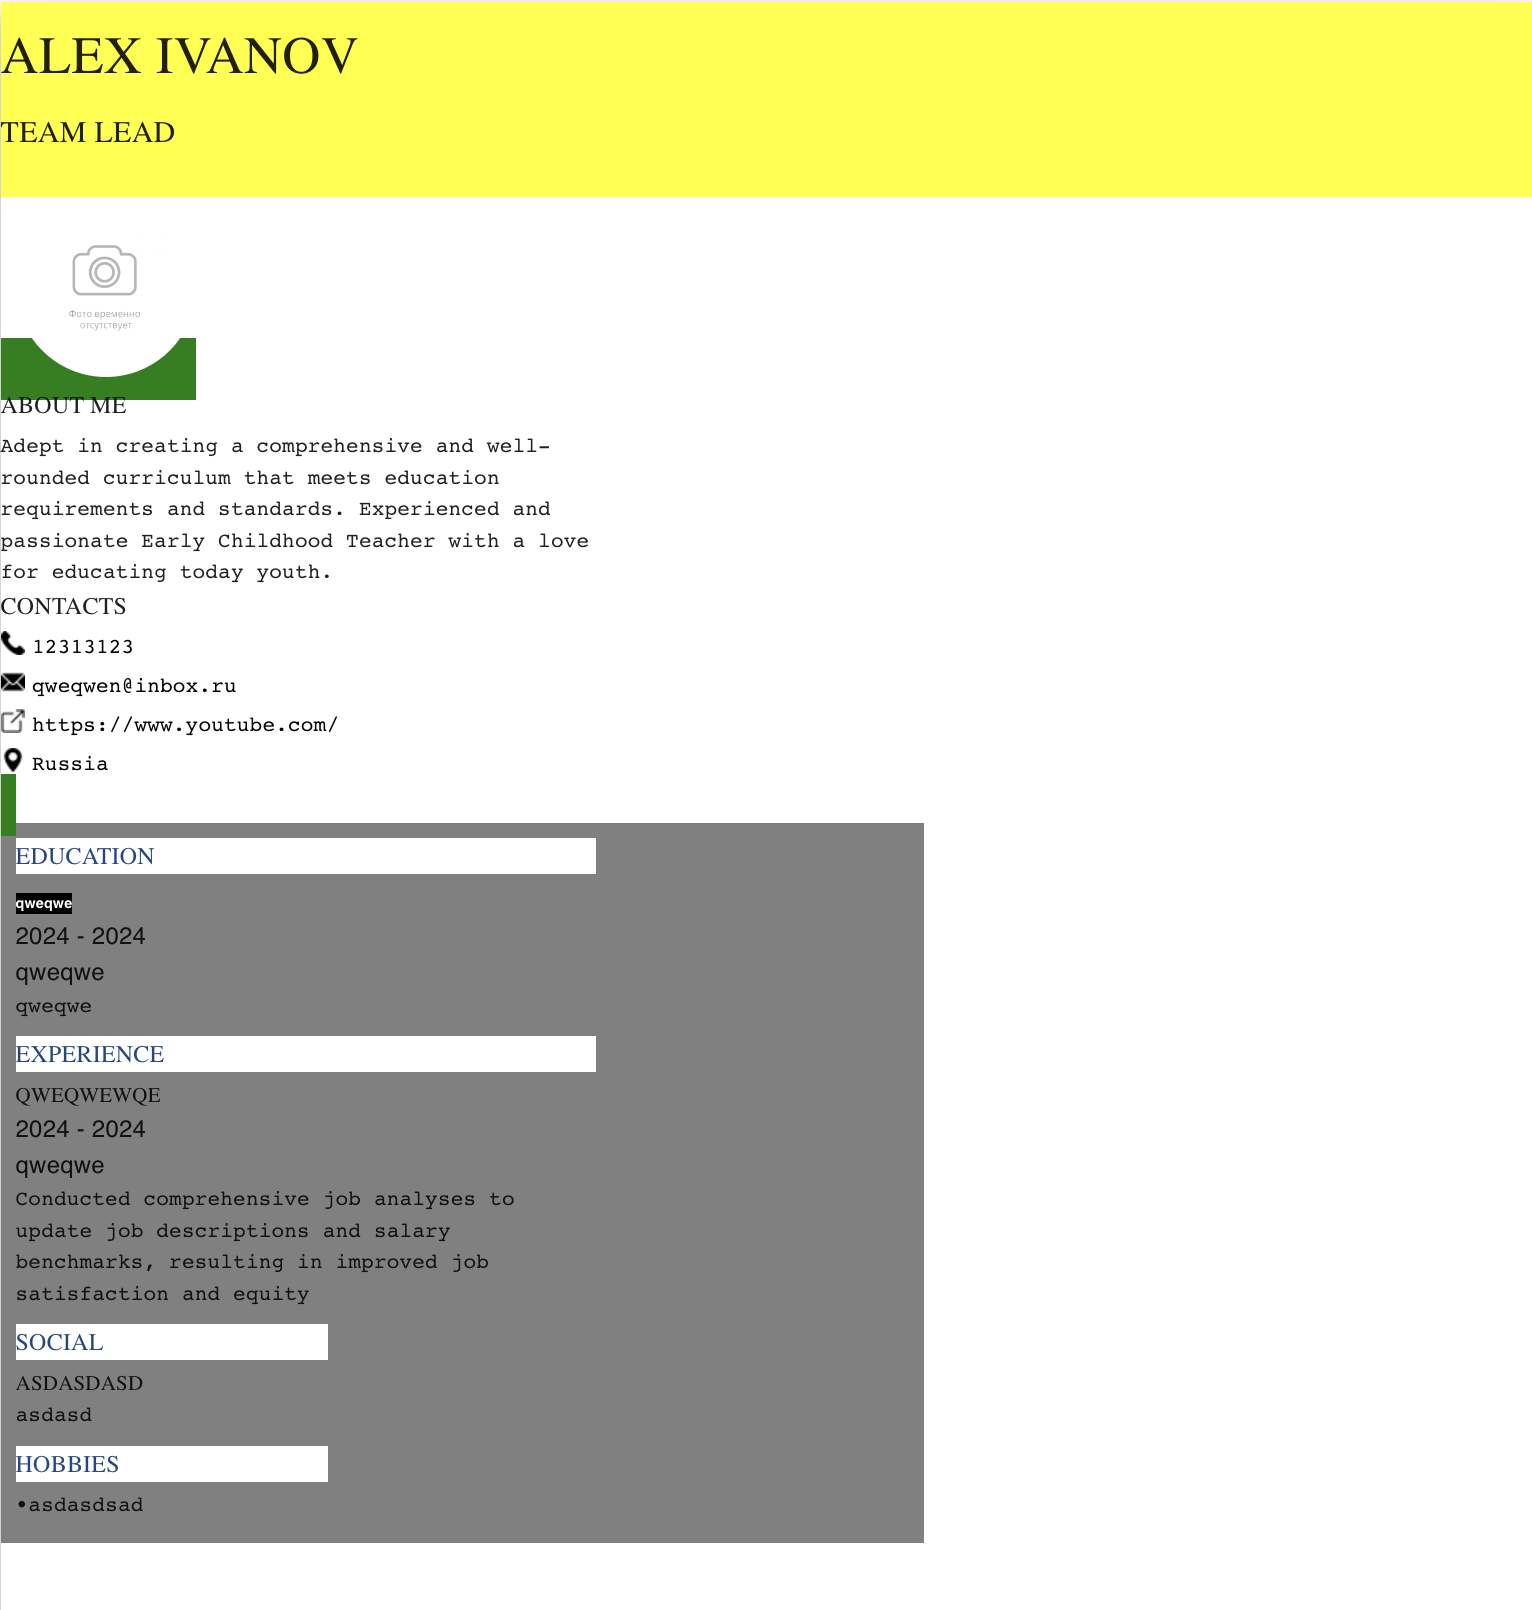 ALEX IVANOV
TEAM LEAD
Фото временно
отсутствует
ABOUT ME
Adept in creating a comprehensive and well-
rounded curriculum that meets education
requirements and standards. Experienced and
passionate Early Childhood Teacher with a love
for educating today youth.
CONTACTS
12313123
qweqwen@inbox.ru
https://www.youtube.com/
Russia
EDUCATION
qweqwe
2024 - 2024
qweqwe
qweqwe
EXPERIENCE
QWEQWEWQE
2024 - 2024
qweqwe
Conducted comprehensive job analyses to
update job descriptions and salary
benchmarks, resulting in improved job
satisfaction and equity
SOCIAL
ASDASDASD
asdasd
HOBBIES
•asdasdsad